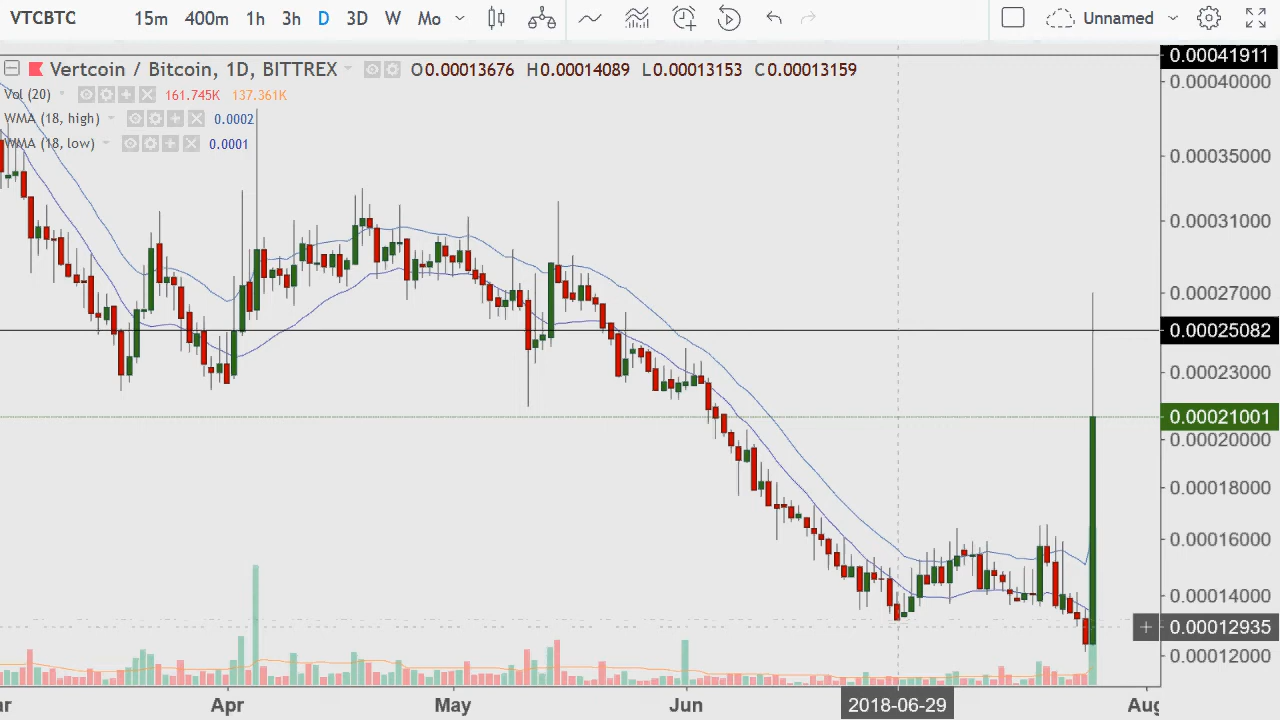 VTCBTC 15m 400m 1h 3h D 3D W Mo Unnamed
Vertcoin / Bitcoin, 1D, BITTREX O0.00013676 H0.00014089 L0.00013153 C0.00013159
Vol (20) 161.745K 137.361K
WMA (18, high) 0.0002
WMA (18, low) 0.0001
0.00041911
0.00040000
0.00035000
0.00031000
0.00027000
0.00025082
0.00023000
0.00021001
0.00020000
0.00018000
0.00016000
0.00014000
0.00012935
0.00012000
ar Apr May Jun 2018-06-29 Aug